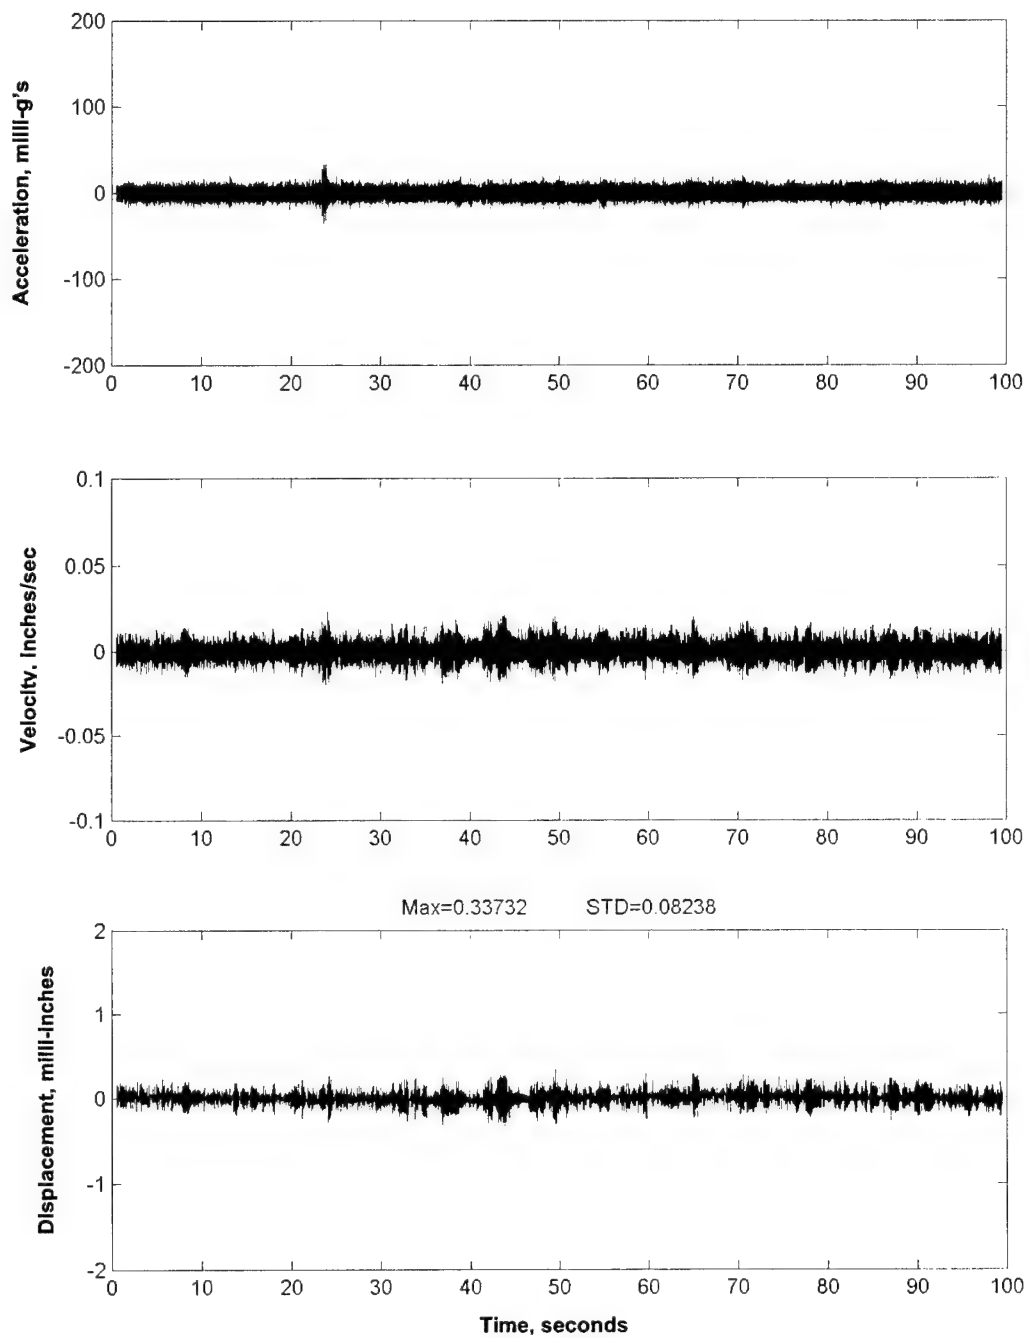 200
100
0
-100
-200
Acceleration, milli-g's
0 10 20 30 40 50 60 70 80 90 100
0.1
0.05
0
-0.05
-0.1
Velocity, inches/sec
0 10 20 30 40 50 60 70 80 90 100
Max=0.33732 STD=0.08238
2
1
0
-1
-2
Displacement, milli-inches
0 10 20 30 40 50 60 70 80 90 100
Time, seconds